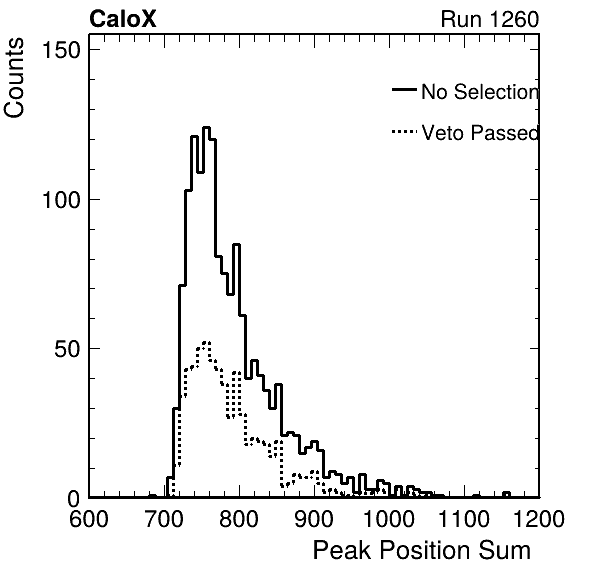 CaloX Run 1260
Counts
150
No Selection
Veto Passed
100
50
0
600 700 800 900 1000 1100 1200
Peak Position Sum